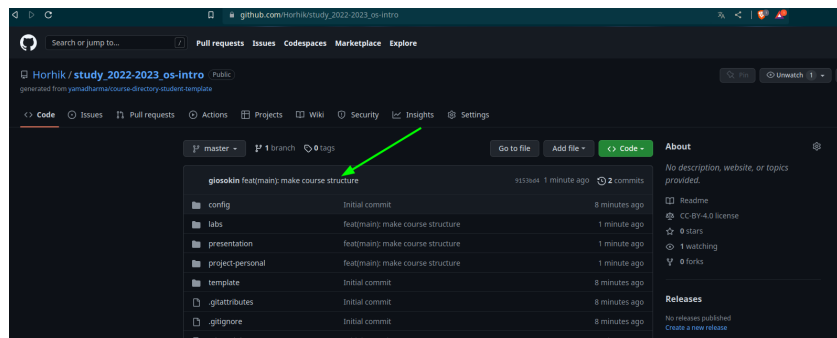 github.com/Horhik/study_2022-2023_os-intro
Search or jump to... / Pull requests Issues Codespaces Marketplace Explore
Horhik / study_2022-2023_os-intro Public Pin Unwatch 1
generated from yamadharma/course-directory-student-template
Code Issues Pull requests Actions Projects Wiki Security Insights Settings
master 1 branch 0 tags Go to file Add file Code About
No description, website, or topics provided.
giosokin feat(main): make course structure 9153bd4 1 minute ago 2 commits
config Initial commit 8 minutes ago
Readme
labs feat(main): make course structure 1 minute ago
CC-BY-4.0 license
0 stars
presentation feat(main): make course structure 1 minute ago
1 watching
project-personal feat(main): make course structure 1 minute ago
0 forks
template Initial commit 8 minutes ago
.gitattributes Initial commit 8 minutes ago
Releases
.gitignore Initial commit 8 minutes ago
No releases published
Create a new release